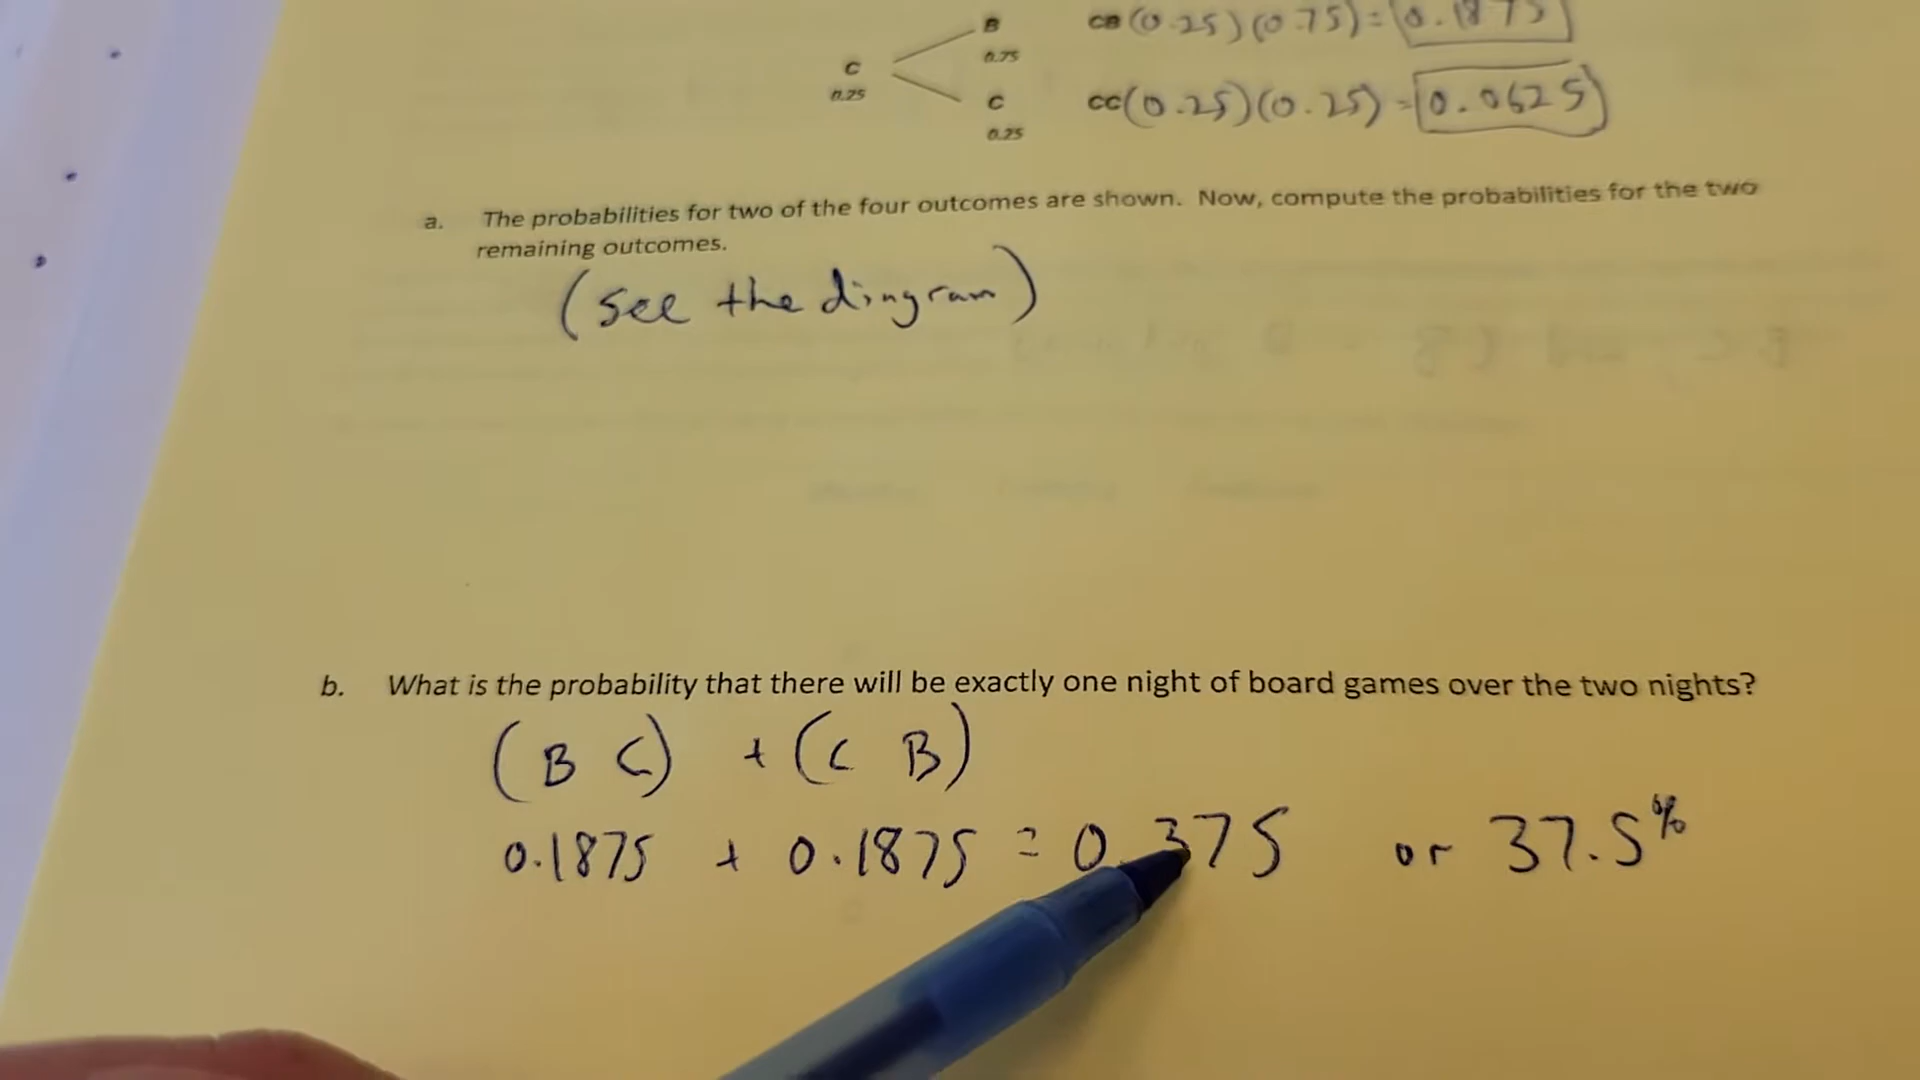 B CB (0.25)(0.75) = 0.1875
0.75
C
0.25
C CC (0.25)(0.25) = 0.0625
0.25
a. The probabilities for two of the four outcomes are shown. Now, compute the probabilities for the two
remaining outcomes.
(see the diagram)
b. What is the probability that there will be exactly one night of board games over the two nights?
(B C) + (C B)
0.1875 + 0.1875 = 0.375 or 37.5%